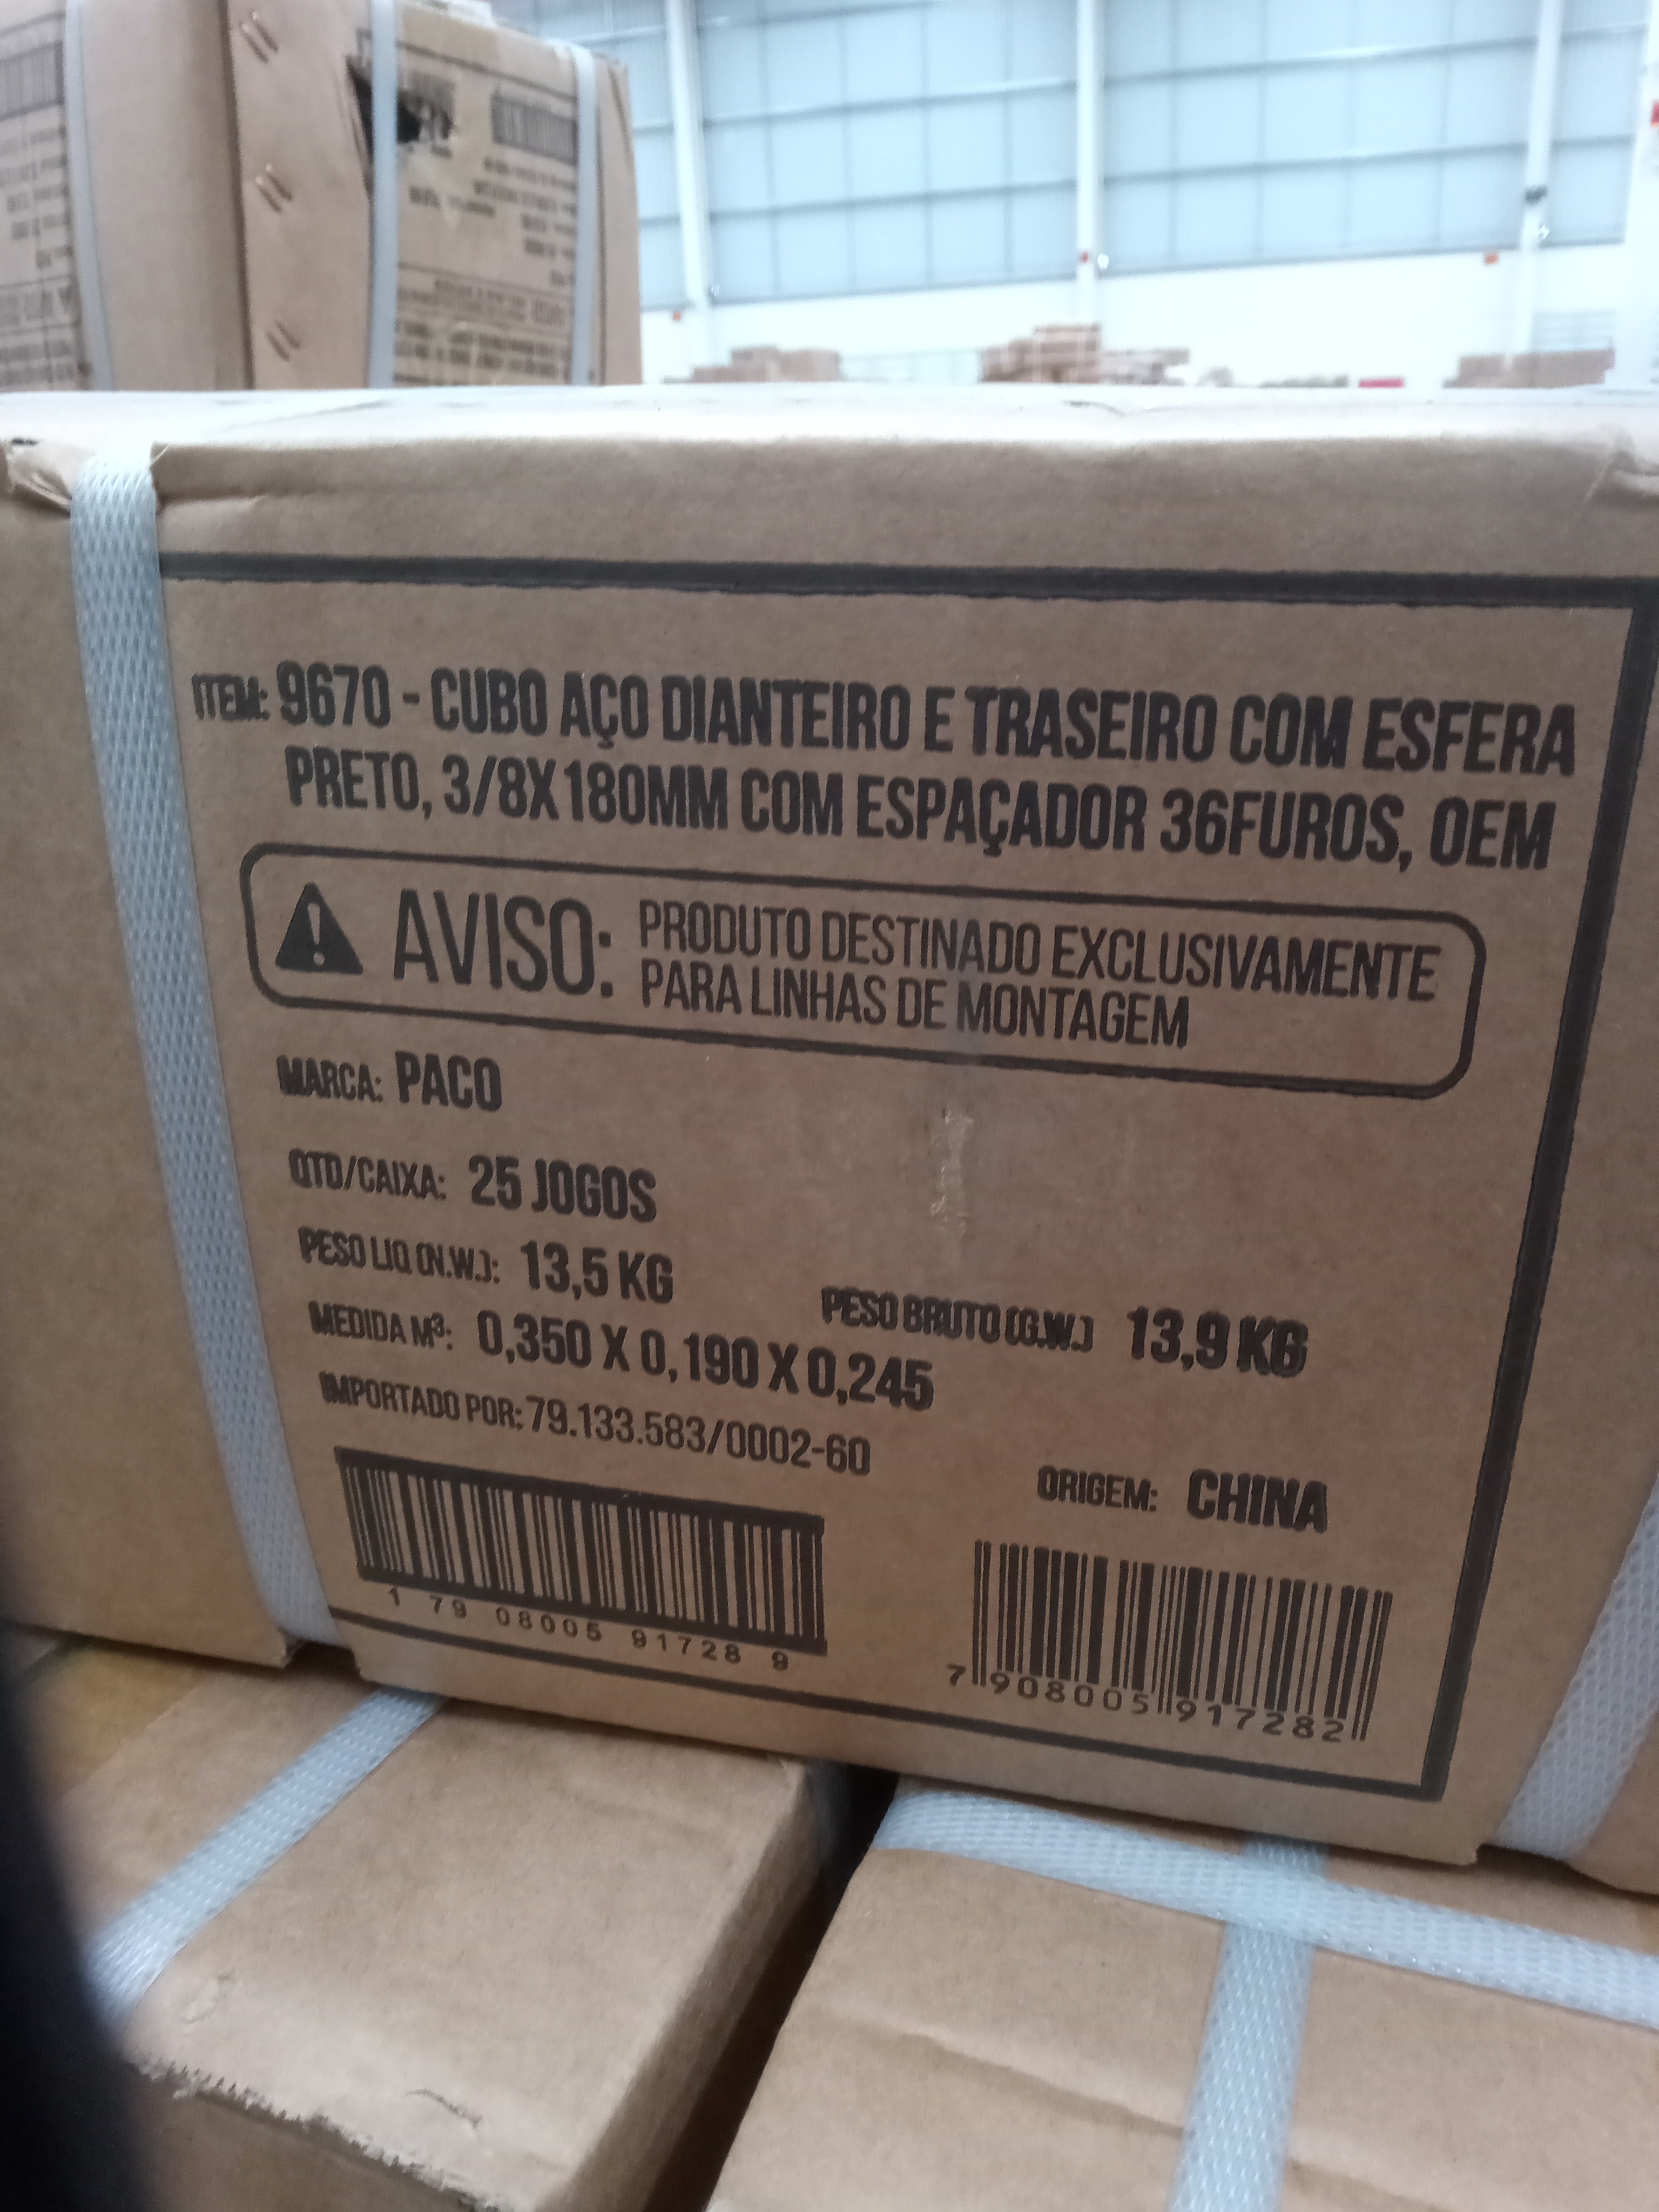 ITEM: 9670 - CUBO AÇO DIANTEIRO E TRASEIRO COM ESFERA
PRETO, 3/8X180MM COM ESPAÇADOR 36FUROS, OEM
AVISO: PRODUTO DESTINADO EXCLUSIVAMENTE
PARA LINHAS DE MONTAGEM
MARCA: PACO
QTD/CAIXA: 25 JOGOS
PESO LIQ (N.W.): 13,5 KG
PESO BRUTO (G.W.) 13,9 KG
MEDIDA M³: 0,350 X 0,190 X 0,245
IMPORTADO POR: 79.133.583/0002-60
ORIGEM: CHINA
1 79 08005 91728 9
7 908005 917282